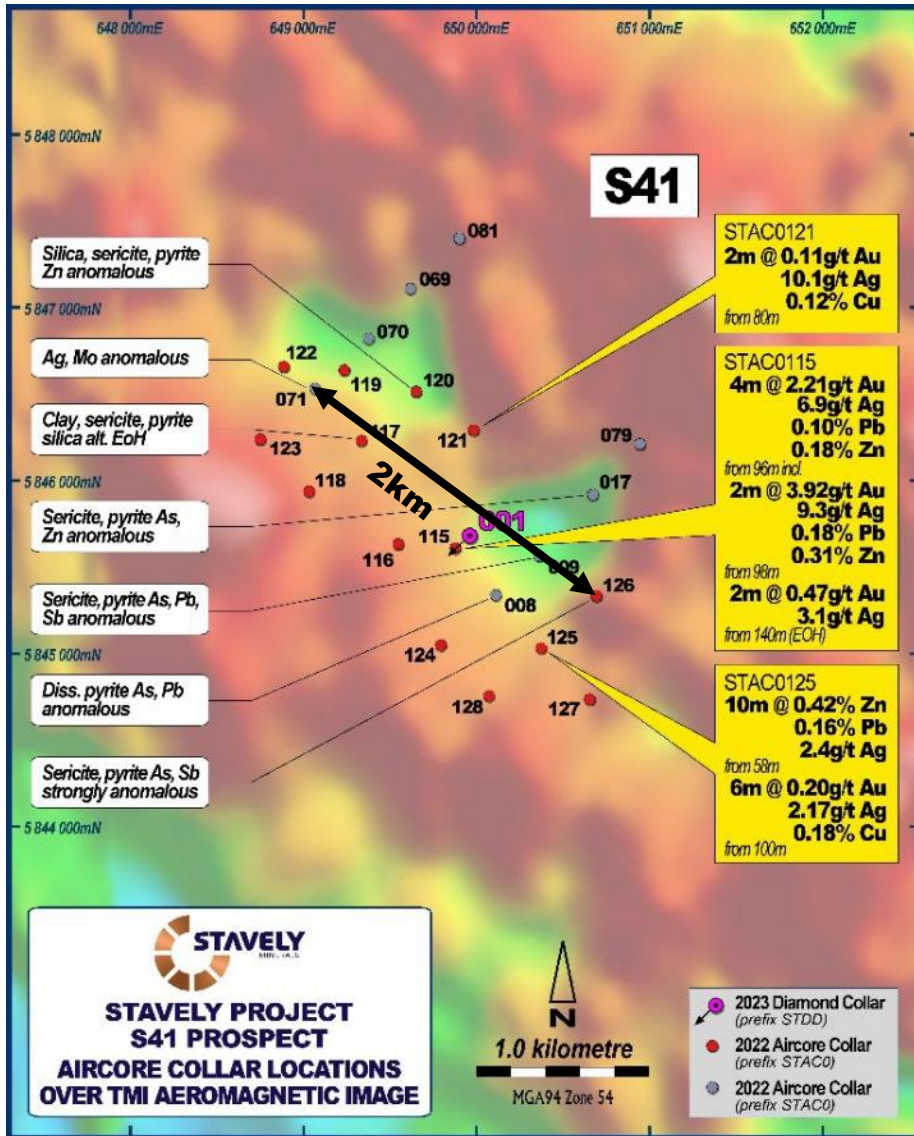 648 000mE
649 000mE
650 000mE
651 000mE
652 000mE
5 848 000mN
5 847 000mN
5 846 000mN
5 845 000mN
5 844 000mN
S41
081
069
070
122
119
120
071
121
117
123
079
118
017
2km
001
115
116
009
126
008
125
124
128
127
Silica, sericite, pyrite
Zn anomalous
Ag, Mo anomalous
Clay, sericite, pyrite
silica alt. EoH
Sericite, pyrite As,
Zn anomalous
Sericite, pyrite As, Pb,
Sb anomalous
Diss. pyrite As, Pb
anomalous
Sericite, pyrite As, Sb
strongly anomalous
STAC0121
2m @ 0.11g/t Au
10.1g/t Ag
0.12% Cu
from 80m
STAC0115
4m @ 2.21g/t Au
6.9g/t Ag
0.10% Pb
0.18% Zn
from 96m incl.
2m @ 3.92g/t Au
9.3g/t Ag
0.18% Pb
0.31% Zn
from 98m
2m @ 0.47g/t Au
3.1g/t Ag
from 140m (EOH)
STAC0125
10m @ 0.42% Zn
0.16% Pb
2.4g/t Ag
from 58m
6m @ 0.20g/t Au
2.17g/t Ag
0.18% Cu
from 100m
STAVELY
MINERALS
STAVELY PROJECT
S41 PROSPECT
AIRCORE COLLAR LOCATIONS
OVER TMI AEROMAGNETIC IMAGE
N
1.0 kilometre
MGA94 Zone 54
2023 Diamond Collar
(prefix STDD)
2022 Aircore Collar
(prefix STAC0)
2022 Aircore Collar
(prefix STAC0)